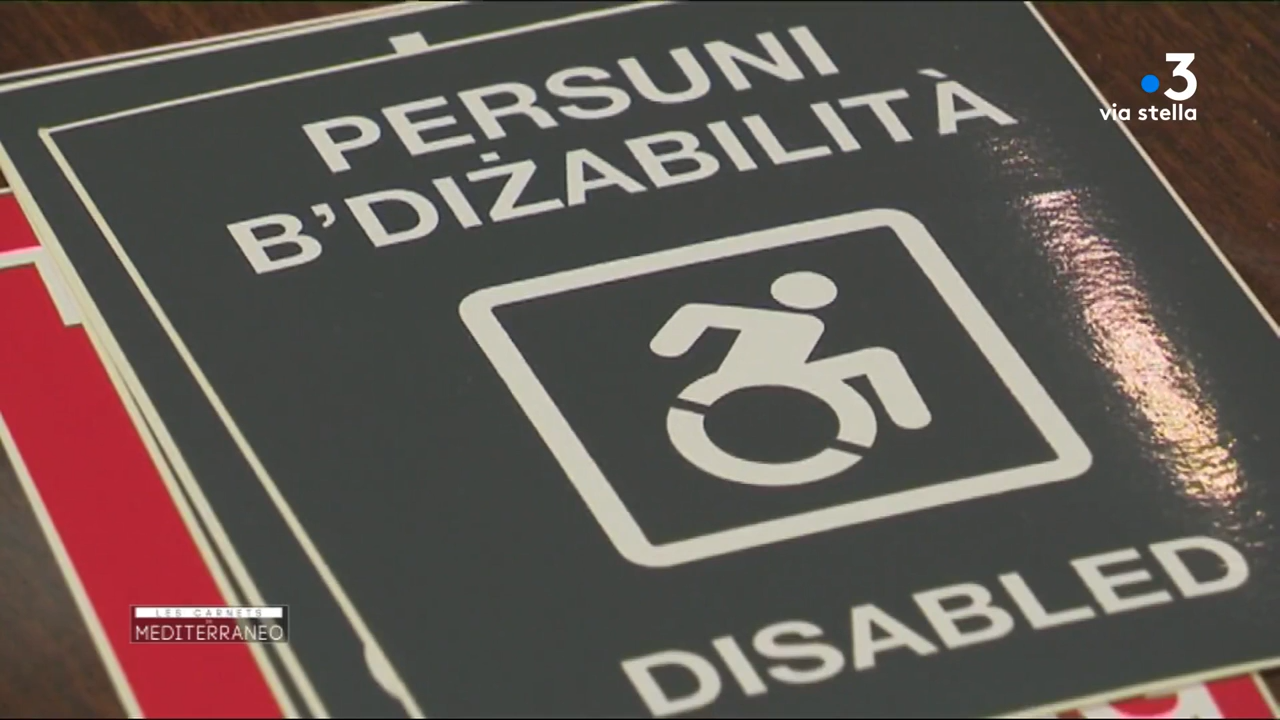 PERSUNI
B'DIŻABILITÀ
DISABLED
3
via stella
LES CARNETS
MEDITERRANEO